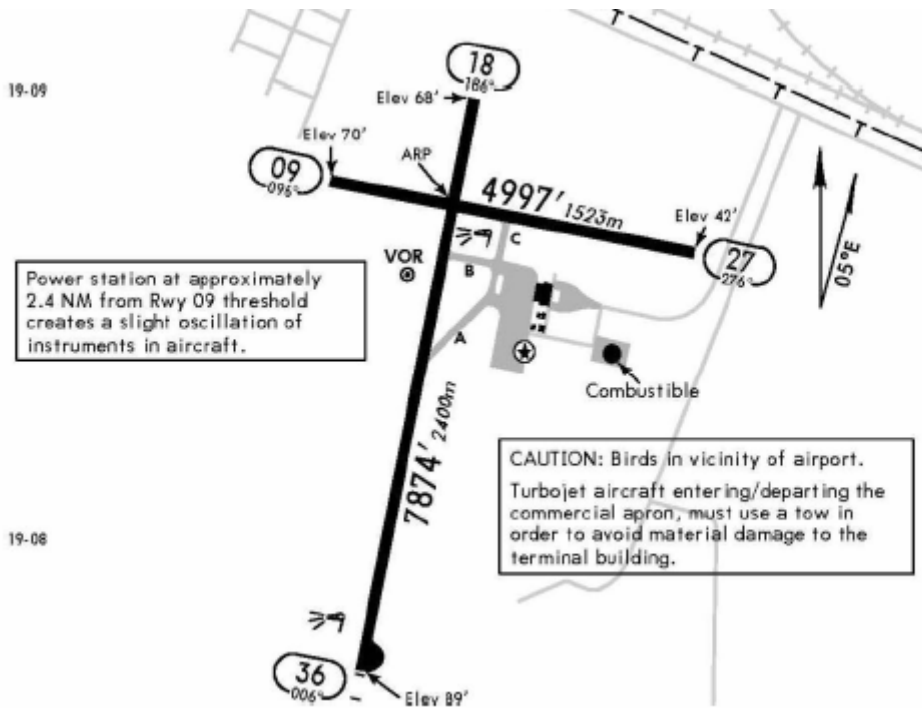 18
186°
19-09
Elev 68'
Elev 70'
09
096°
ARP
4997' 1523m
Elev 42'
C
27
276°
05°E
VOR
B
Power station at approximately
2.4 NM from Rwy 09 threshold
creates a slight oscillation of
instruments in aircraft.
A
Combustible
7874' 2400m
CAUTION: Birds in vicinity of airport.
Turbojet aircraft entering/departing the
commercial apron, must use a tow in
order to avoid material damage to the
terminal building.
19-08
36
006°
Elev 89'
T
T
T
T